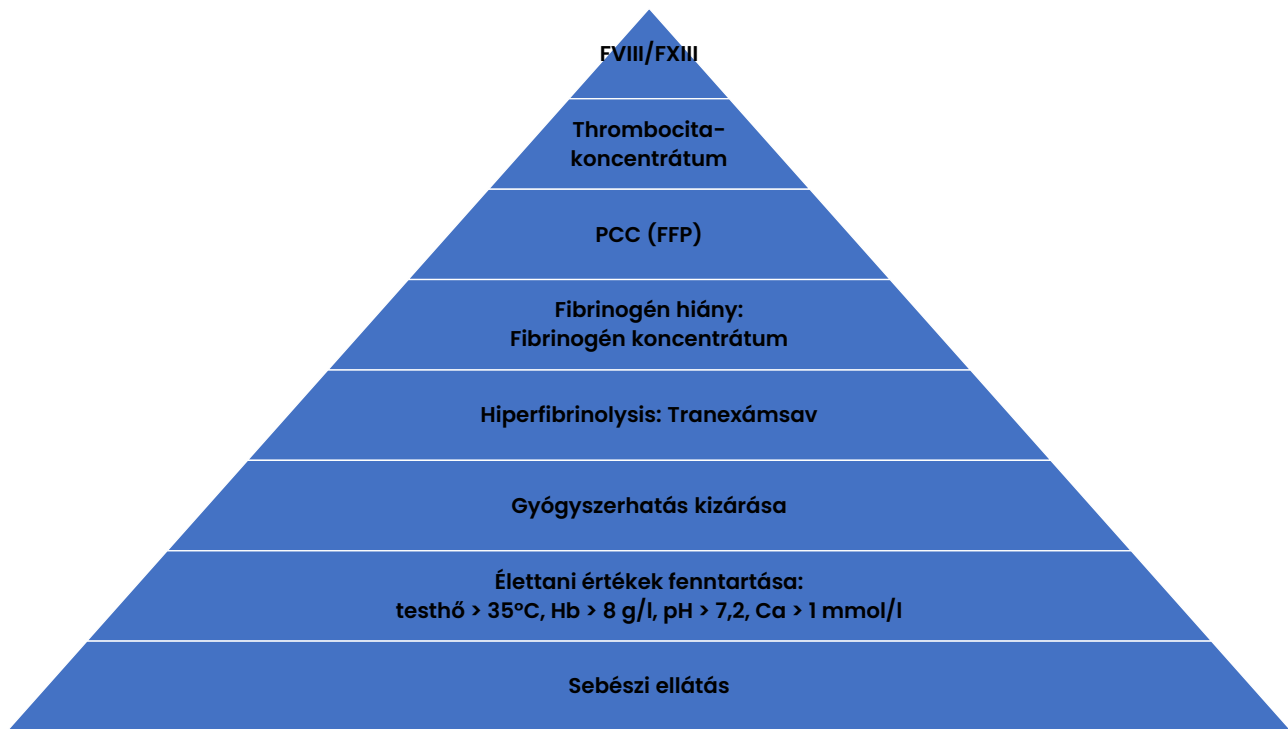 FVIII/FXIII
Thrombocita-
koncentrátum
PCC (FFP)
Fibrinogén hiány:
Fibrinogén koncentrátum
Hiperfibrinolysis: Tranexámsav
Gyógyszerhatás kizárása
Élettani értékek fenntartása:
testhő > 35°C, Hb > 8 g/l, pH > 7,2, Ca > 1 mmol/l
Sebészi ellátás